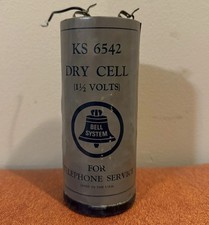 KS 6542
DRY CELL
(1½ VOLTS)
BELL
SYSTEM
FOR
TELEPHONE SERVICE